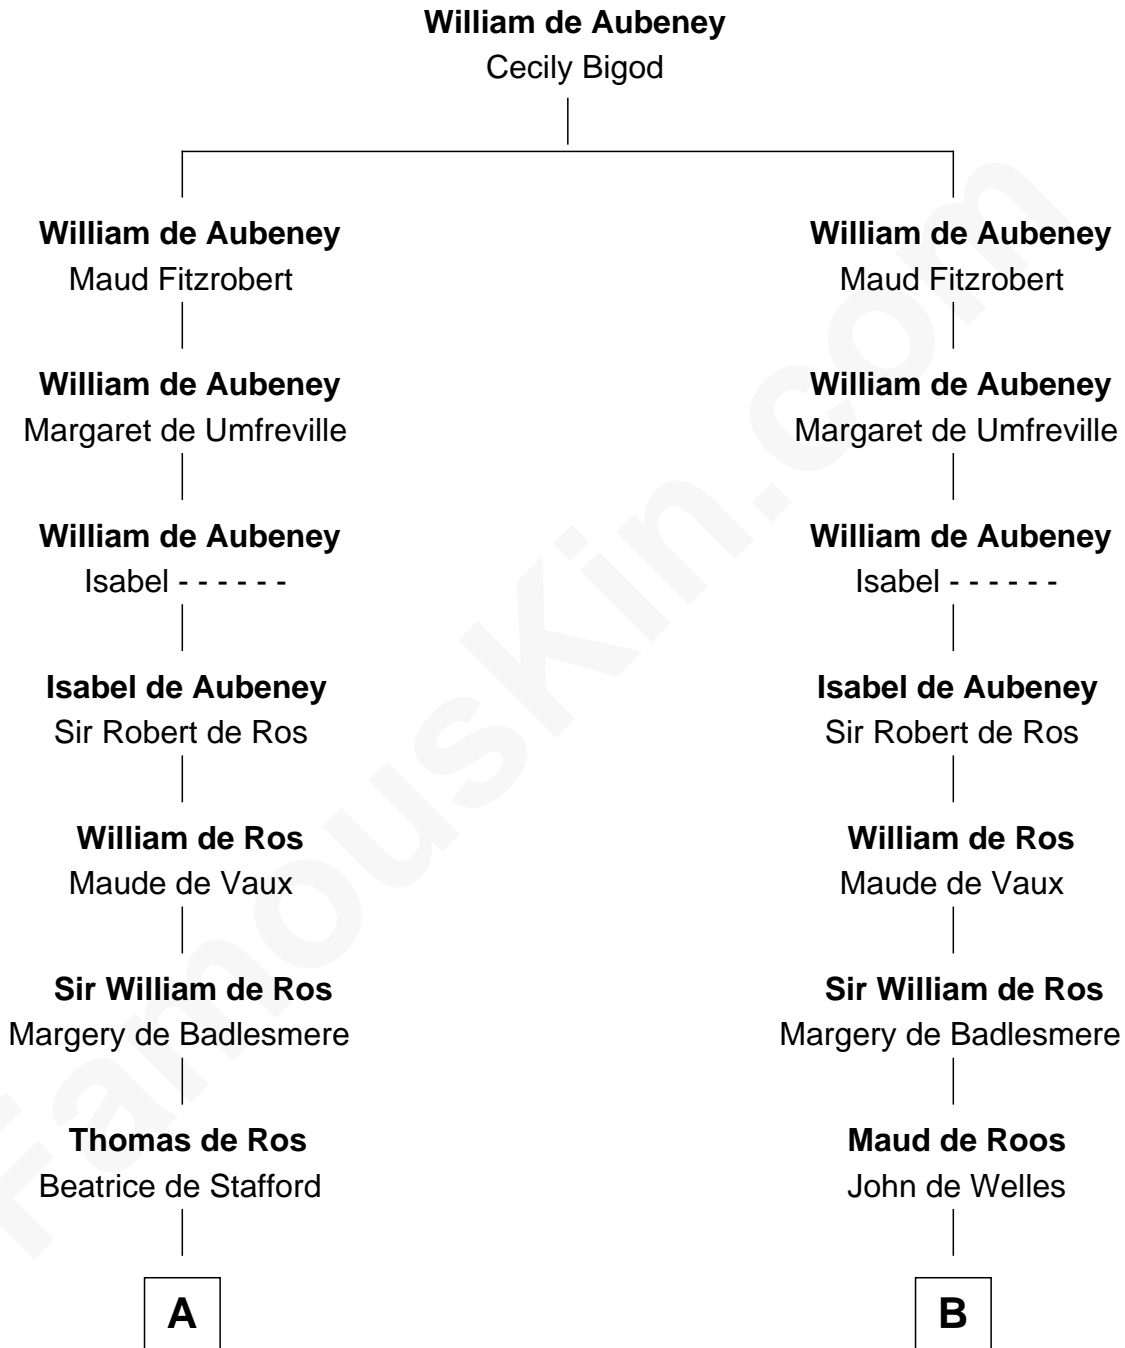 William de Aubeney
Cecily Bigod
William de Aubeney
Maud Fitzrobert
William de Aubeney
Margaret de Umfreville
William de Aubeney
Isabel - - - - - -
Isabel de Aubeney
Sir Robert de Ros
William de Ros
Maude de Vaux
Sir William de Ros
Margery de Badlesmere
Thomas de Ros
Beatrice de Stafford
A
William de Aubeney
Maud Fitzrobert
William de Aubeney
Margaret de Umfreville
William de Aubeney
Isabel - - - - - -
Isabel de Aubeney
Sir Robert de Ros
William de Ros
Maude de Vaux
Sir William de Ros
Margery de Badlesmere
Maud de Roos
John de Welles
B
FamousKin.com